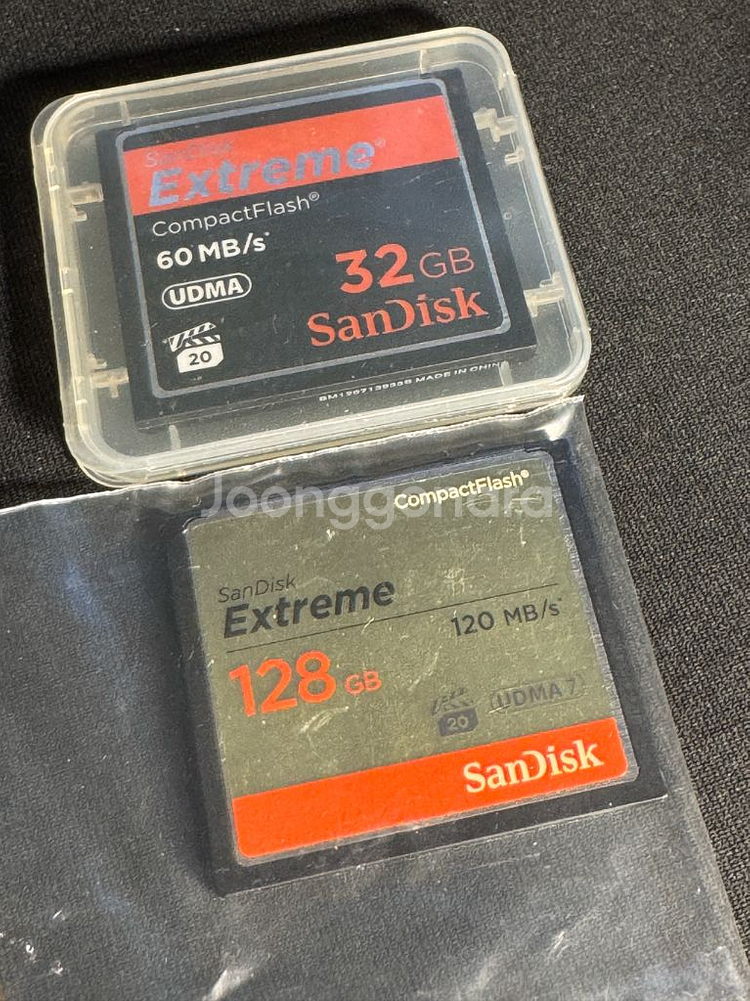 SanDisk
Extreme®
CompactFlash®
60 MB/s*
UDMA
20
32 GB
SanDisk
MADE IN CHINA
Joonggonara
CompactFlash®
SanDisk
Extreme
120 MB/s*
128 GB
20
UDMA 7
SanDisk